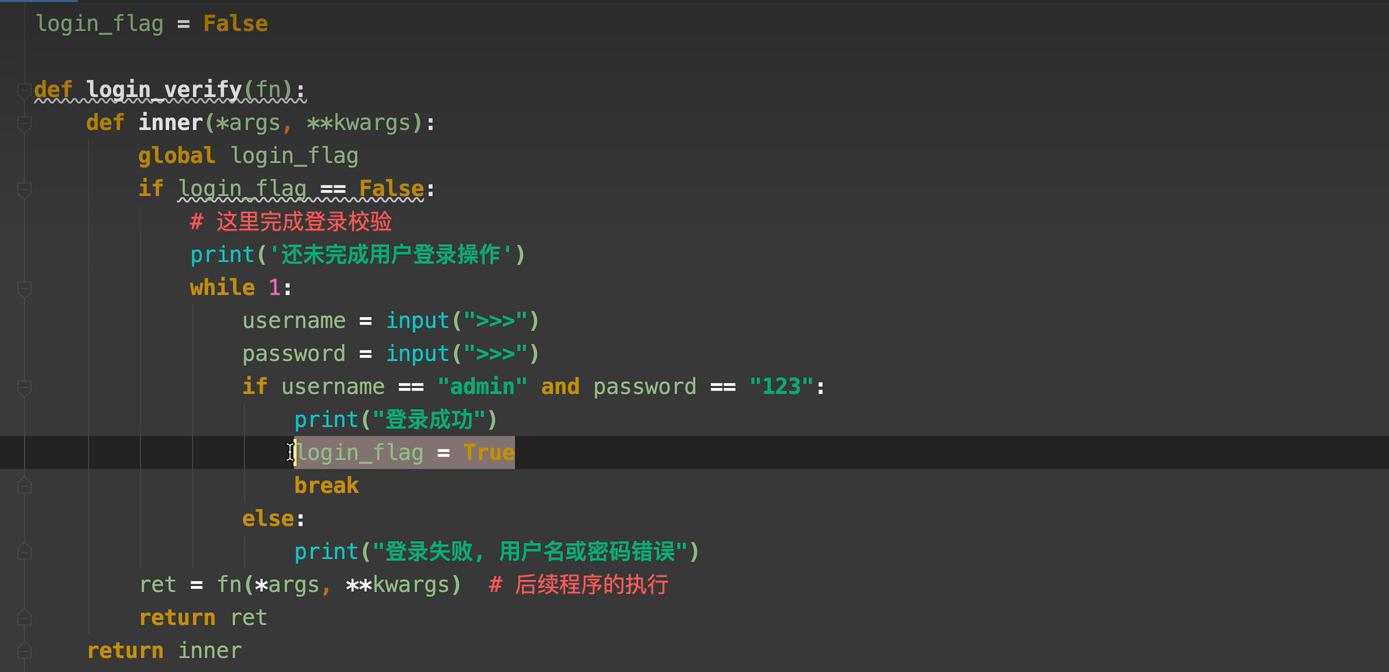 login_flag = False
def login_verify(fn):
    def inner(*args, **kwargs):
        global login_flag
        if login_flag == False:
            # 这里完成登录校验
            print('还未完成用户登录操作')
            while 1:
                username = input(">>>")
                password = input(">>>")
                if username == "admin" and password == "123":
                    print("登录成功")
                    login_flag = True
                    break
                else:
                    print("登录失败, 用户名或密码错误")
        ret = fn(*args, **kwargs)  # 后续程序的执行
        return ret
    return inner